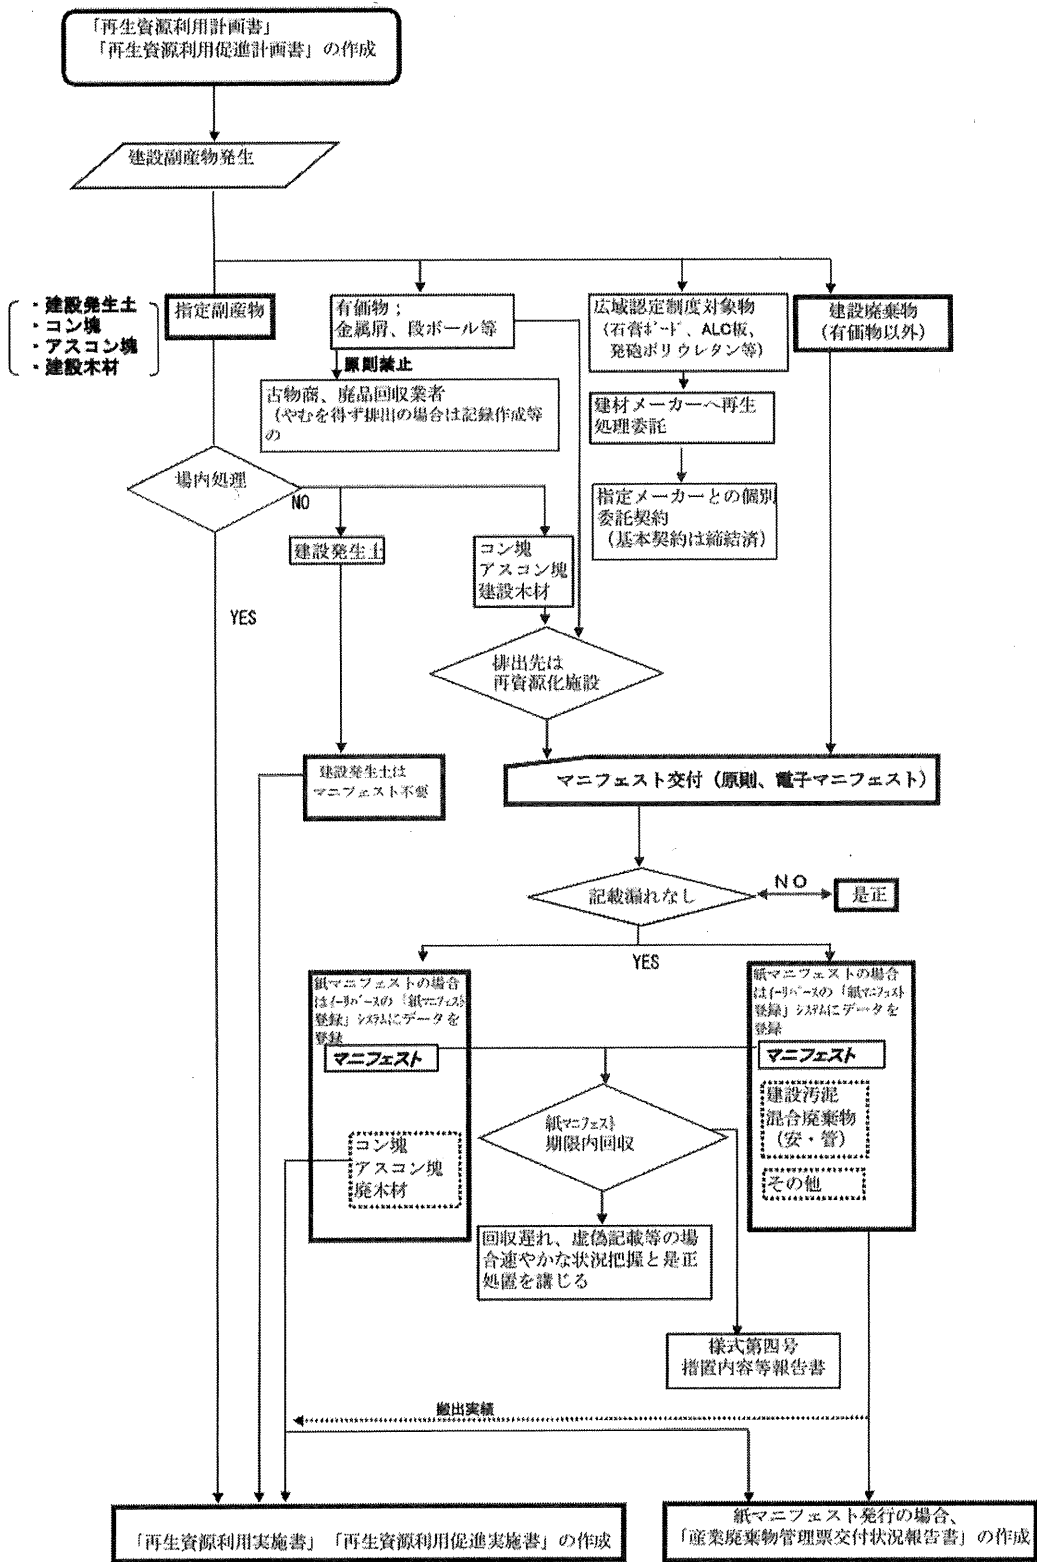 「再生資源利用計画書」
「再生資源利用促進計画書」の作成
建設副産物発生
・建設発生土
・コン塊
・アスコン塊
・建設木材
指定副産物
有価物；
金属屑、段ボール等
広域認定制度対象物
（石膏ﾎﾞｰﾄﾞ、ALC板、
発砲ポリウレタン等）
建設廃棄物
（有価物以外）
原則禁止
古物商、廃品回収業者
（やむを得ず排出の場合は記録作成等
の
建材メーカーへ再生
処理委託
場内処理
NO
指定メーカーとの個別
委託契約
（基本契約は締結済）
建設発生土
コン塊
アスコン塊
建設木材
YES
排出先は
再資源化施設
建設発生土は
マニフェスト不要
マニフェスト交付（原則、電子マニフェスト）
記載漏れなし
NO
是正
YES
紙マニフェストの場合
はｲｰﾘﾊﾞｰｽの「紙ﾏﾆﾌｪｽﾄ
登録」ｼｽﾃﾑにデータを
登録
マニフェスト
コン塊
アスコン塊
廃木材
紙ﾏﾆﾌｪｽﾄ
期限内回収
紙マニフェストの場合
はｲｰﾘﾊﾞｰｽの「紙ﾏﾆﾌｪｽﾄ
登録」ｼｽﾃﾑにデータを
登録
マニフェスト
建設汚泥
混合廃棄物
（安・管）
その他
回収遅れ、虚偽記載等の場
合速やかな状況把握と是正
処置を講じる
様式第四号
措置内容等報告書
搬出実績
「再生資源利用実施書」「再生資源利用促進実施書」の作成
紙マニフェスト発行の場合、
「産業廃棄物管理票交付状況報告書」の作成